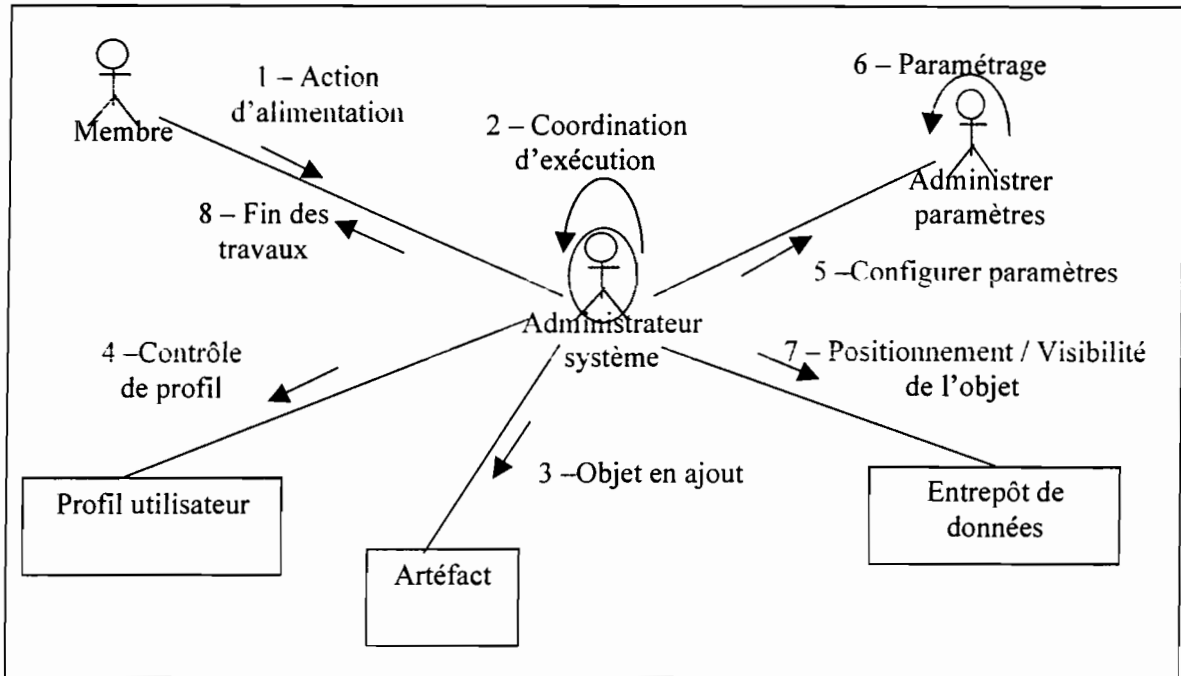 1 – Action
d'alimentation
Membre
6 – Paramétrage
2 – Coordination
d'exécution
Administrer
paramètres
8 – Fin des
travaux
5 –Configurer paramètres
Administrateur
système
4 –Contrôle
de profil
7 – Positionnement / Visibilité
de l'objet
3 –Objet en ajout
Profil utilisateur
Artéfact
Entrepôt de
données